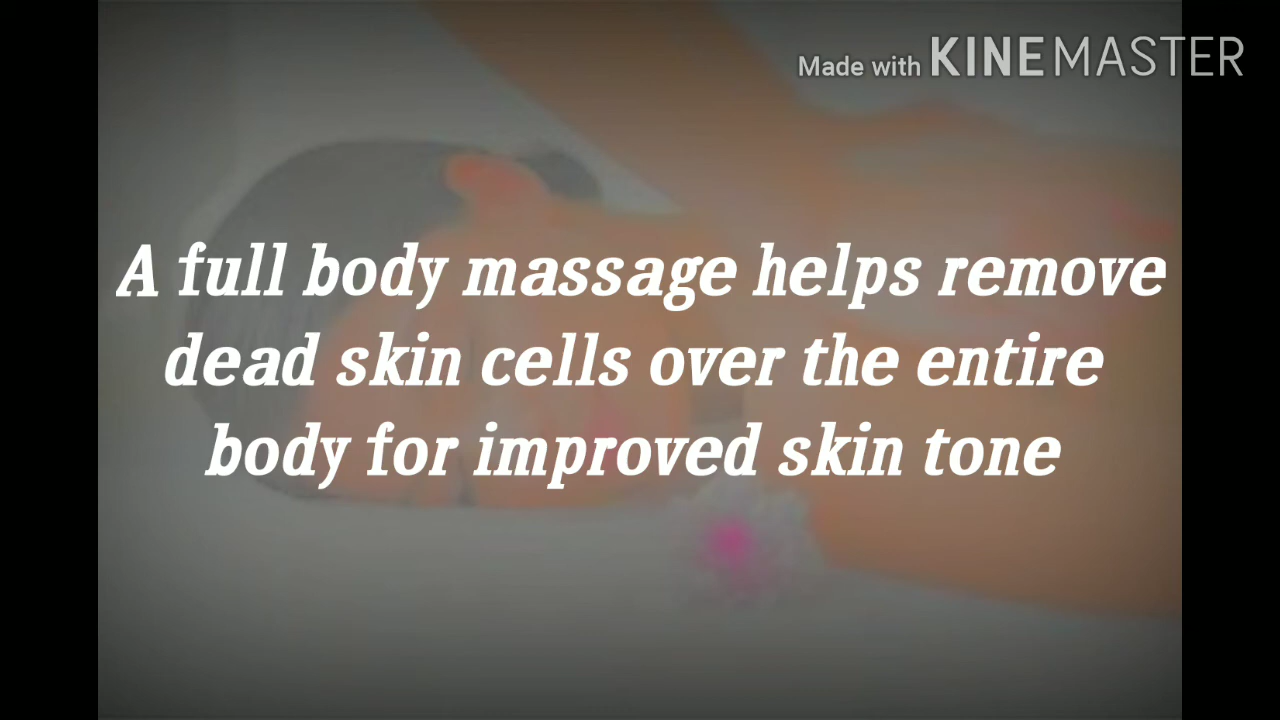 Made with KINEMASTER
A full body massage helps remove
dead skin cells over the entire
body for improved skin tone